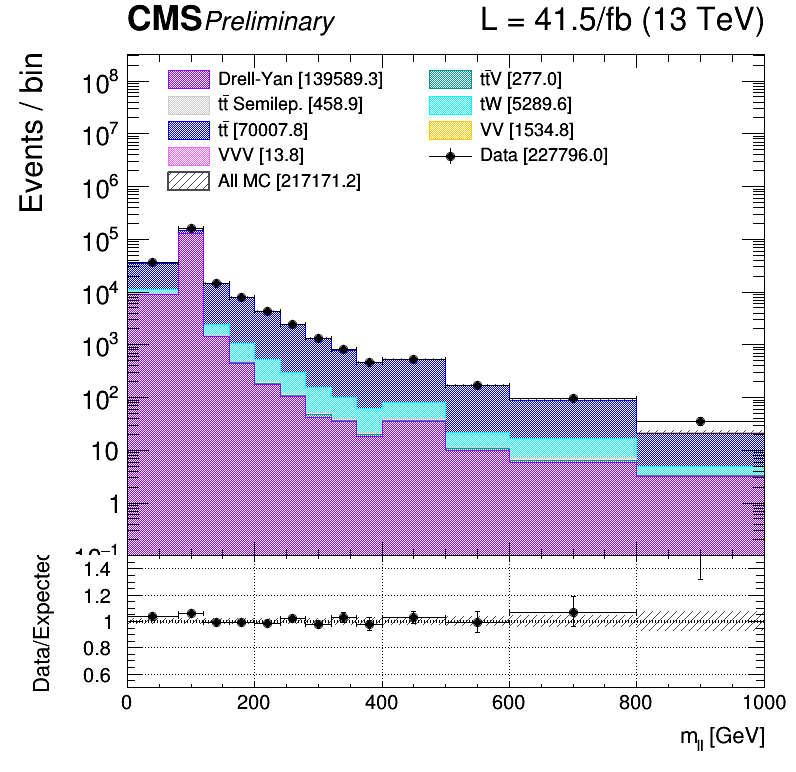 CMS Preliminary L = 41.5/fb (13 TeV)
Events / bin
10⁸
10⁷
10⁶
10⁵
10⁴
10³
10²
10
1
10⁻¹
Drell-Yan [139589.3]
tt̄ Semilep. [458.9]
tt̄ [70007.8]
VVV [13.8]
All MC [217171.2]
tt̄V [277.0]
tW [5289.6]
VV [1534.8]
Data [227796.0]
Data/Expected
1.4
1.2
1
0.8
0.6
0 200 400 600 800 1000
m_ll [GeV]